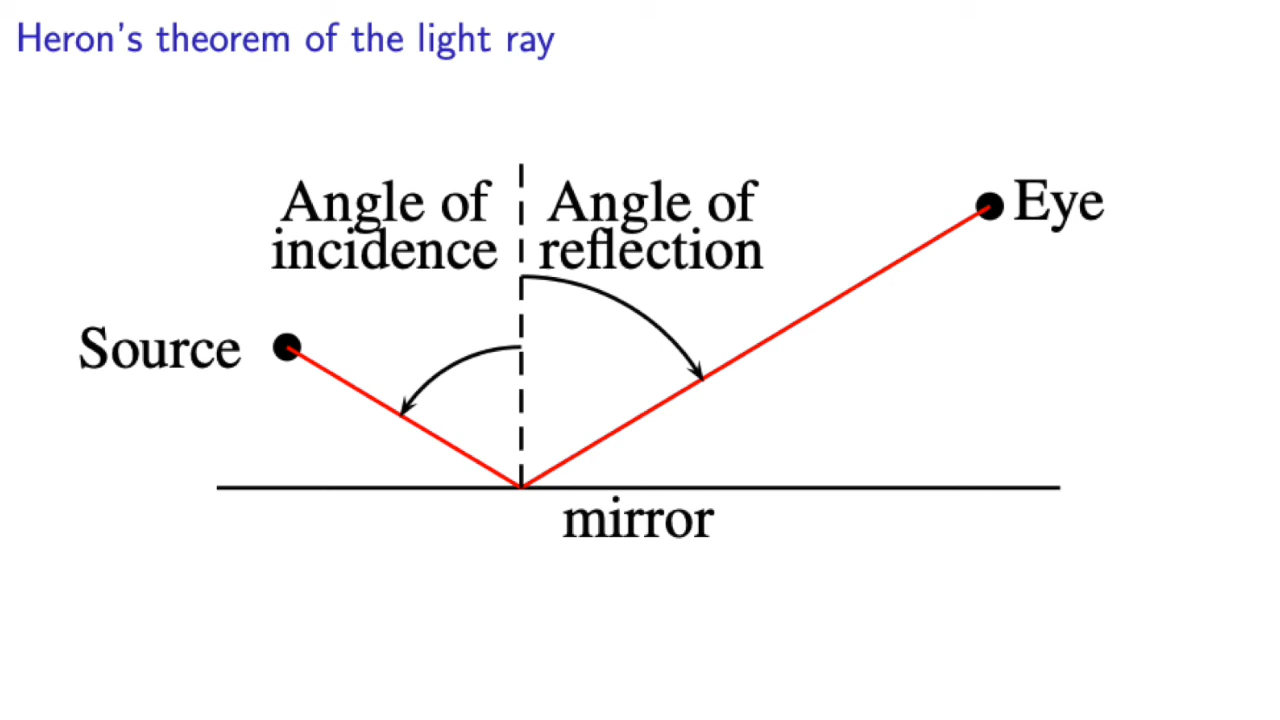 Heron's theorem of the light ray
Angle of
incidence
Angle of
reflection
Eye
Source
mirror